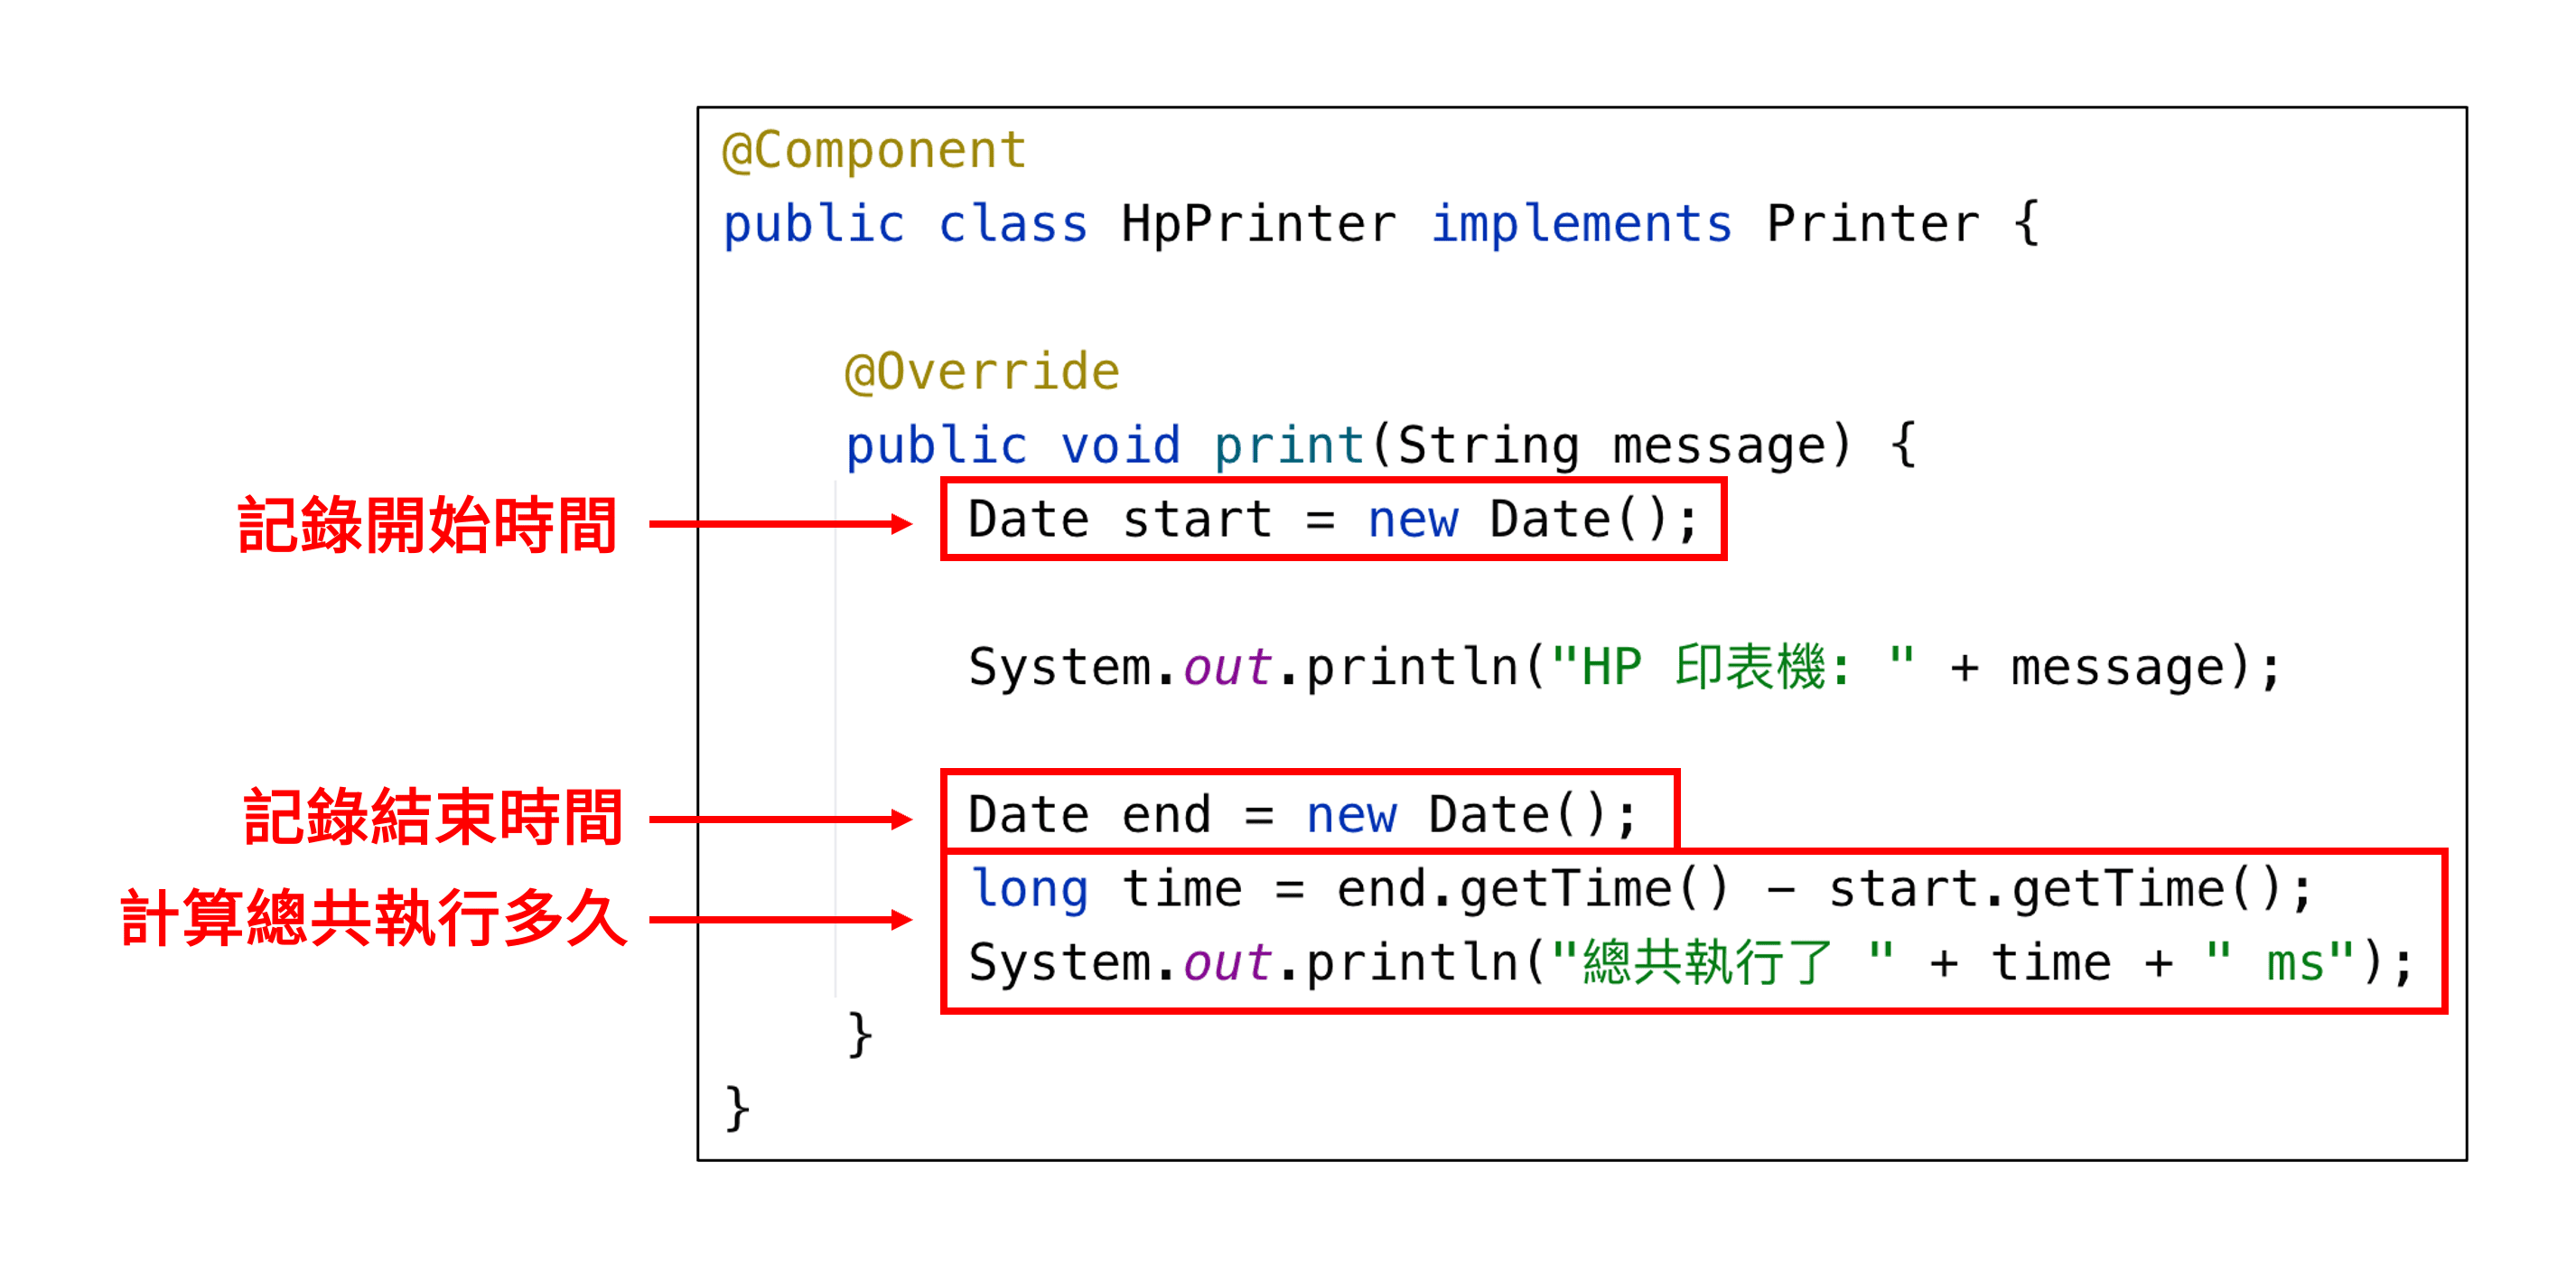 @Component
public class HpPrinter implements Printer {
@Override
public void print(String message) {
記錄開始時間
Date start = new Date();
System.out.println("HP 印表機: " + message);
記錄結束時間
Date end = new Date();
計算總共執行多久
long time = end.getTime() - start.getTime();
System.out.println("總共執行了 " + time + " ms");
}
}